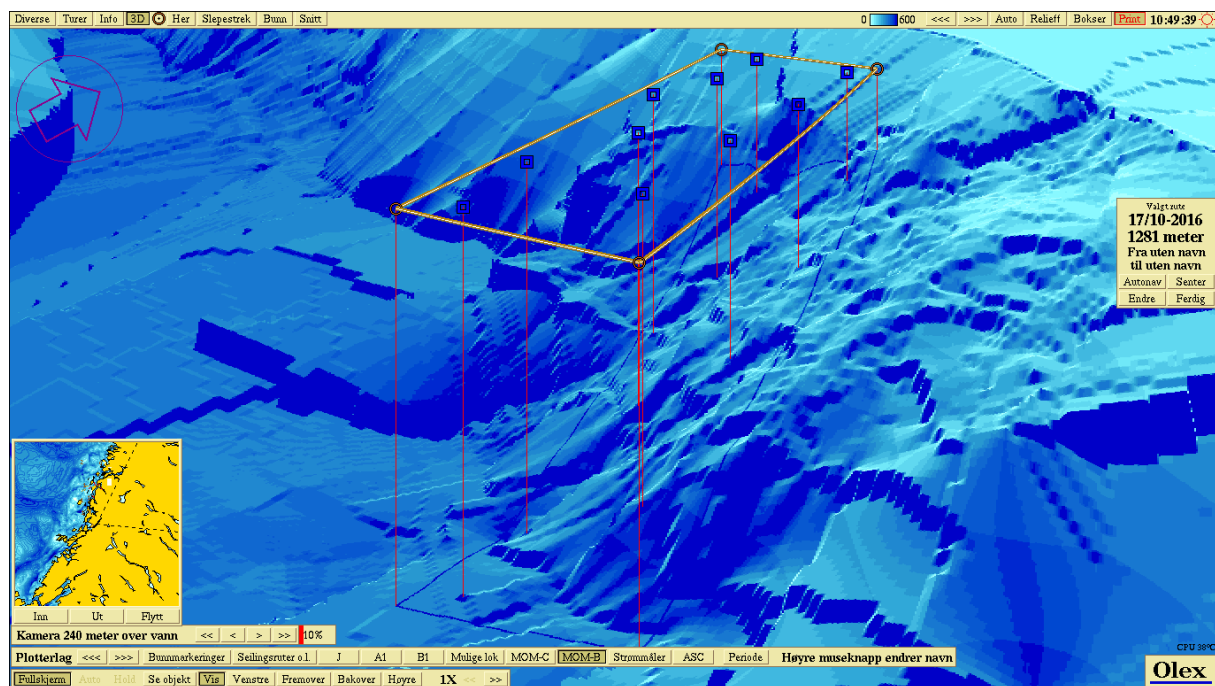 Diverse Turer Info 3D Her Slepestrek Bunn Snitt 0 600 <<< >>> Auto Relieff Bokser Print 10:49:39
Valgt rute
17/10-2016
1281 meter
Fra uten navn
til uten navn
Autonav Senter
Endre Ferdig
Inn Ut Flytt
Kamera 240 meter over vann << < > >> 10%
CPU 38°C
Plotterlag <<< >>> Bunnmarkeringer Seilingsruter o.l. J A1 B1 Mulige lok MOM-C MOM-B Strømmåler ASC Periode Høyre museknapp endrer navn
Fullskjerm Auto Hold Se objekt Vis Venstre Fremover Bakover Høyre 1X << >>
Olex